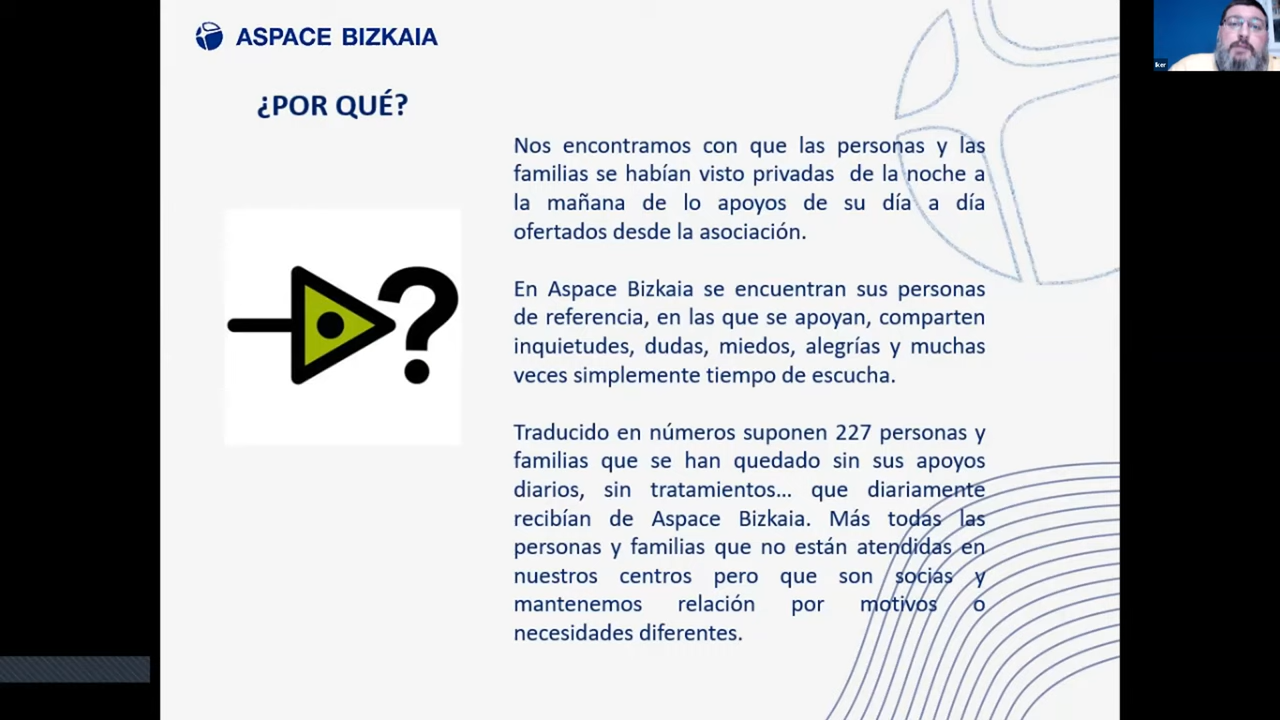 ASPACE BIZKAIA
¿POR QUÉ?
Nos encontramos con que las personas y las
familias se habían visto privadas de la noche a
la mañana de lo apoyos de su día a día
ofertados desde la asociación.
En Aspace Bizkaia se encuentran sus personas
de referencia, en las que se apoyan, comparten
inquietudes, dudas, miedos, alegrías y muchas
veces simplemente tiempo de escucha.
Traducido en números suponen 227 personas y
familias que se han quedado sin sus apoyos
diarios, sin tratamientos... que diariamente
recibían de Aspace Bizkaia. Más todas las
personas y familias que no están atendidas en
nuestros centros pero que son socias y
mantenemos relación por motivos o
necesidades diferentes.
?